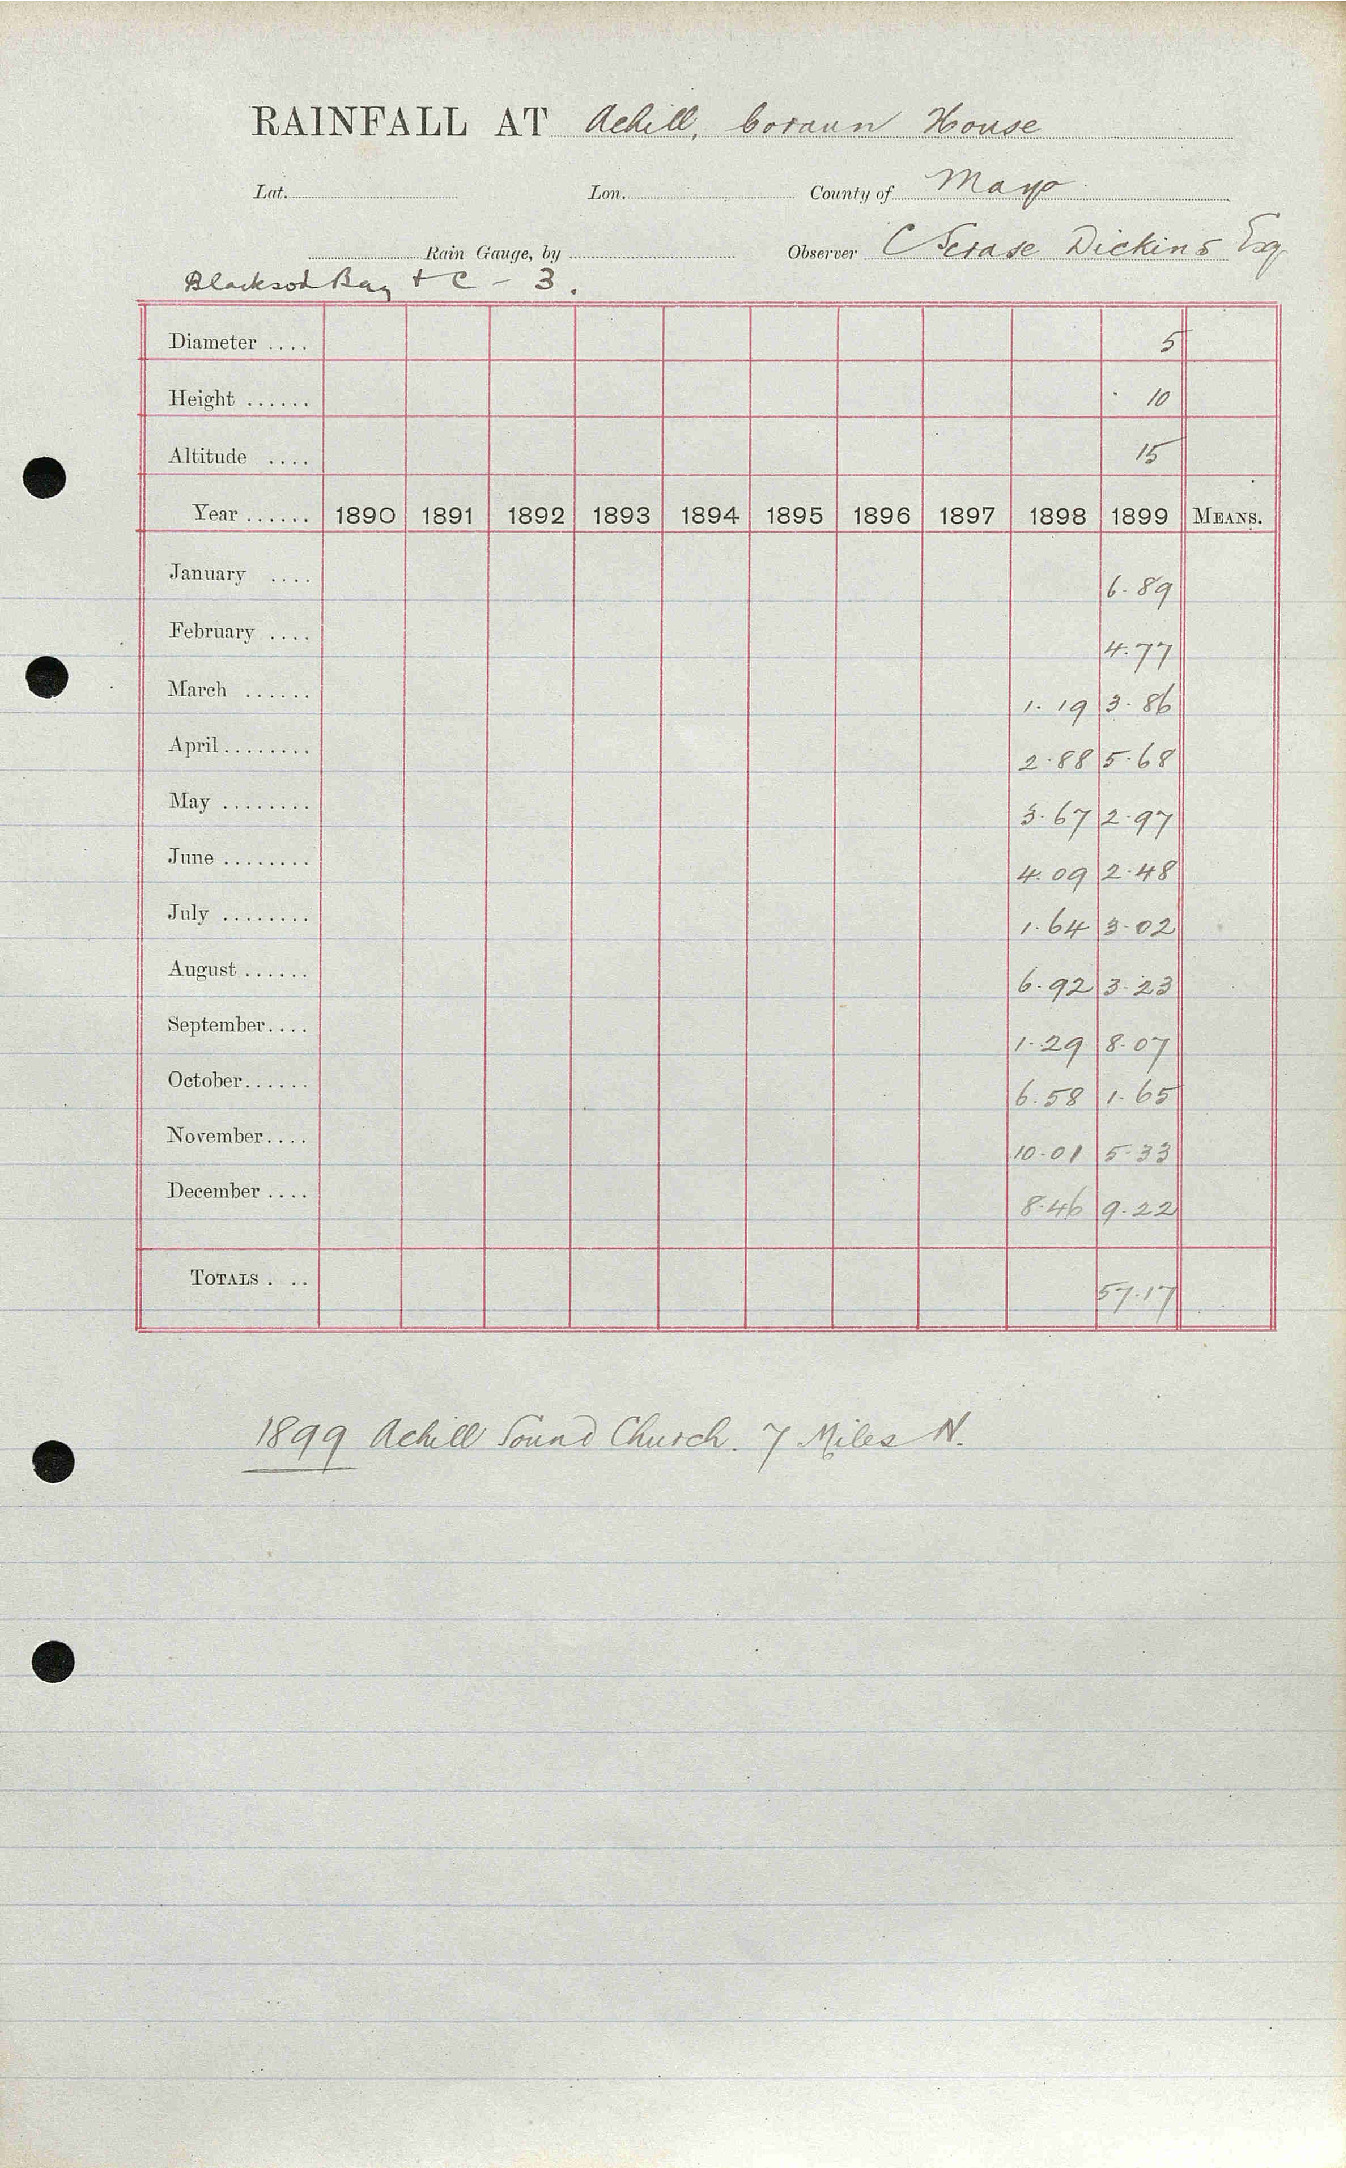 RAINFALL AT Achill, Coraun House
Lat. Lon. County of Mayo
Rain Gauge, by Observer C Scrase Dickins Esq
Blacksod Bay + C - 3.
Diameter .... 5
Height ...... 10
Altitude .... 15
Year ...... 1890 1891 1892 1893 1894 1895 1896 1897 1898 1899 MEANS.
January .... 6.89
February .... 4.77
March ...... 1.19 3.86
April ........ 2.88 5.68
May ........ 3.67 2.97
June ........ 4.09 2.48
July ........ 1.64 3.02
August ...... 6.92 3.23
September.... 1.29 8.07
October...... 6.58 1.65
November.... 10.01 5.33
December .... 8.46 9.22
TOTALS . .. 57.17
1899 Achill Sound Church. 7 Miles N.